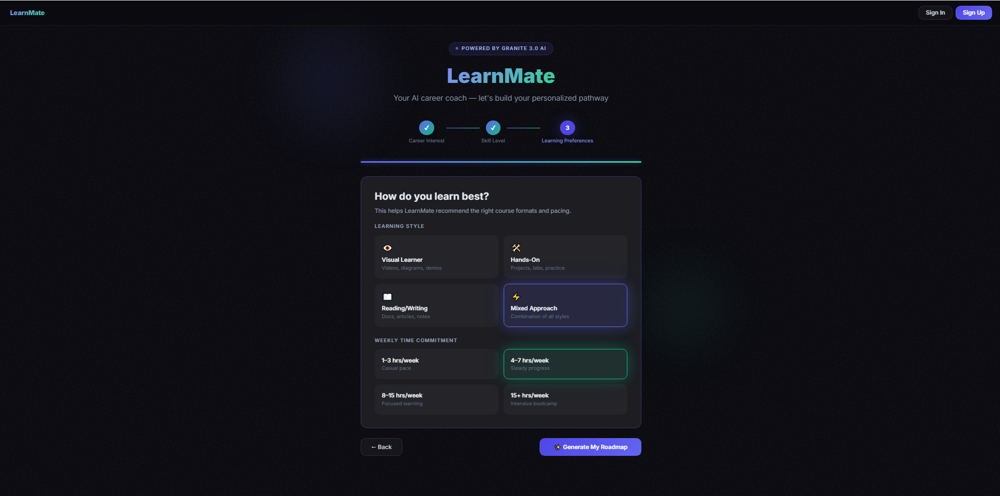 LearnMate
Sign In
Sign Up
POWERED BY GRANITE 3.0 AI
LearnMate
Your AI career coach — let's build your personalized pathway
✓
✓
3
Career Interest
Skill Level
Learning Preferences
How do you learn best?
This helps LearnMate recommend the right course formats and pacing.
LEARNING STYLE
Visual Learner
Videos, diagrams, demos
Hands-On
Projects, labs, practice
Reading/Writing
Docs, articles, notes
Mixed Approach
Combination of all styles
WEEKLY TIME COMMITMENT
1–3 hrs/week
Casual pace
4–7 hrs/week
Steady progress
8–15 hrs/week
Focused learning
15+ hrs/week
Intensive bootcamp
← Back
✨ Generate My Roadmap